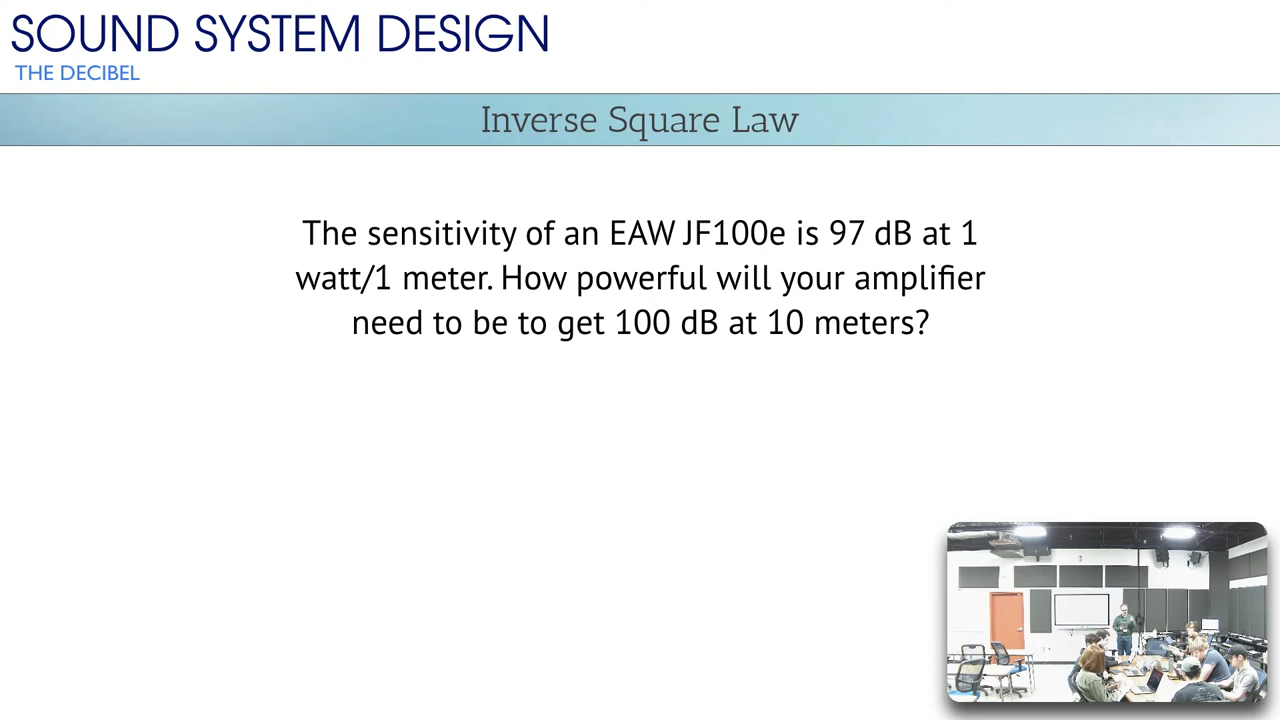 SOUND SYSTEM DESIGN
THE DECIBEL
Inverse Square Law
The sensitivity of an EAW JF100e is 97 dB at 1
watt/1 meter. How powerful will your amplifier
need to be to get 100 dB at 10 meters?